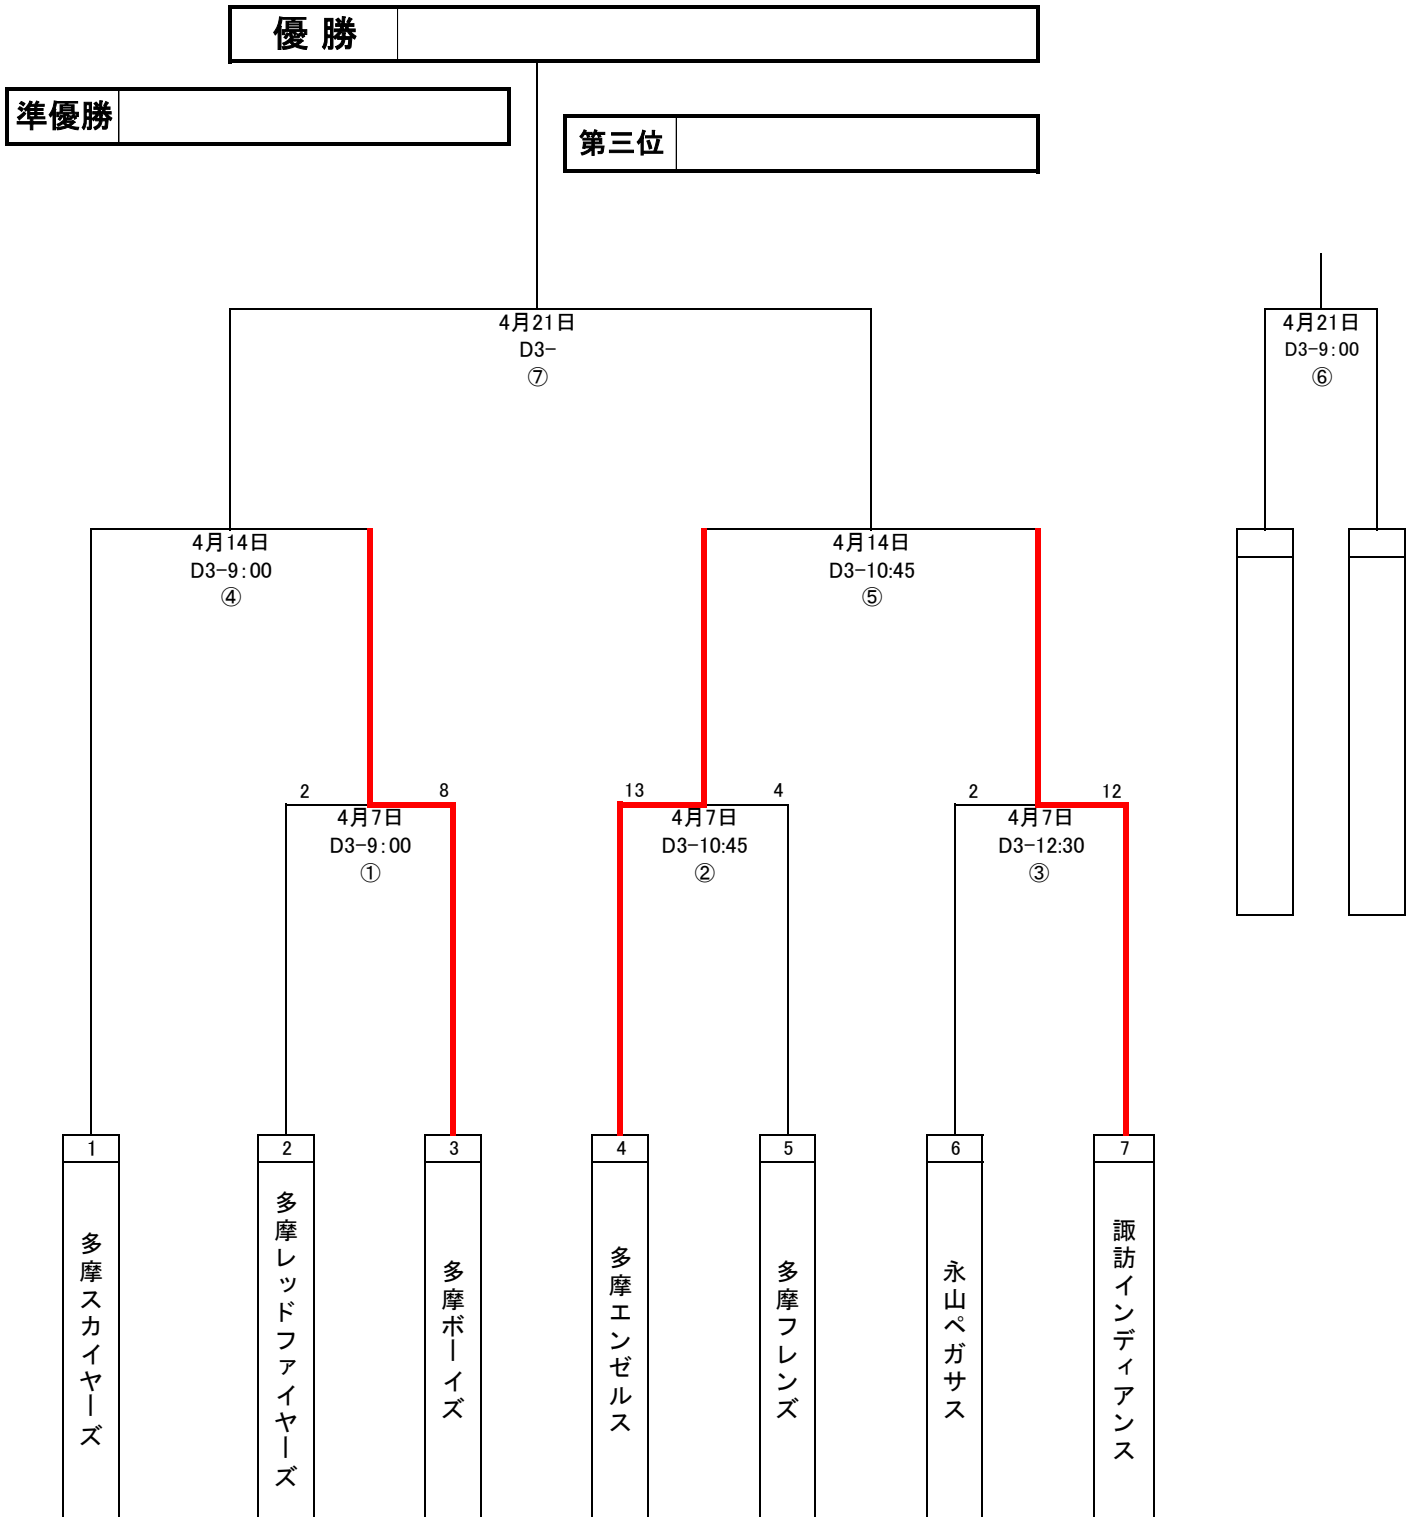 優 勝
準優勝
第三位
4月21日
D3-
⑦
4月21日
D3-9:00
⑥
4月14日
D3-9:00
④
4月14日
D3-10:45
⑤
2
8
4月7日
D3-9:00
①
13
4
4月7日
D3-10:45
②
2
12
4月7日
D3-12:30
③
1
2
3
4
5
6
7
多摩スカイヤーズ
多摩レッドファイヤーズ
多摩ボーイズ
多摩エンゼルス
多摩フレンズ
永山ペガサス
諏訪インディアンス